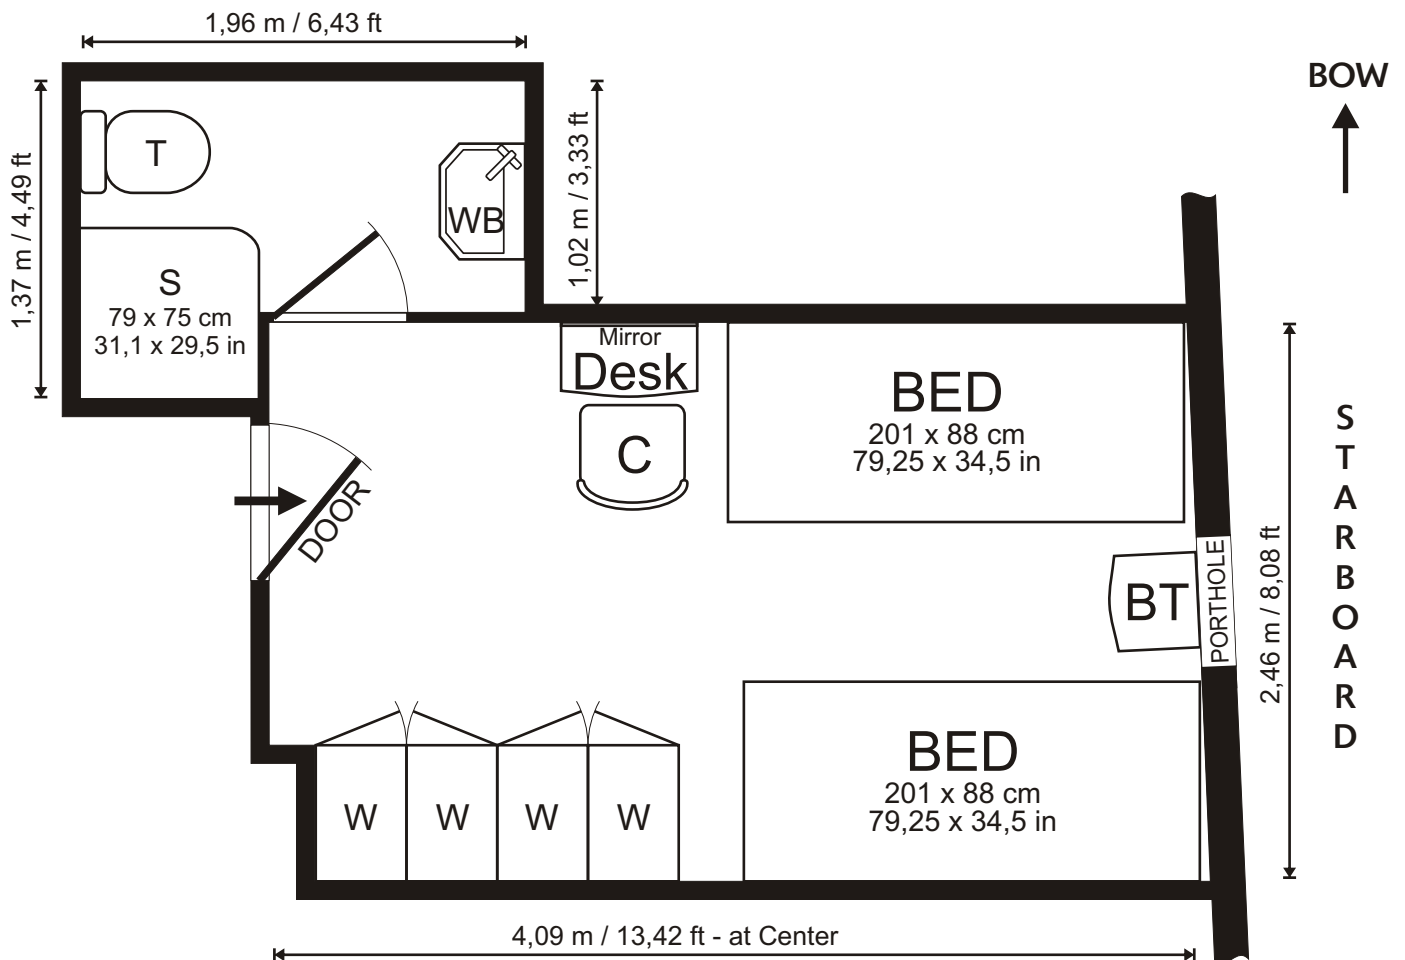 1,96 m / 6,43 ft
BOW
1,37 m / 4,49 ft
T
WB
1,02 m / 3,33 ft
S
79 x 75 cm
31,1 x 29,5 in
Mirror
Desk
C
BED
201 x 88 cm
79,25 x 34,5 in
DOOR
BT
PORTHOLE
2,46 m / 8,08 ft
STARBOARD
W W W W
BED
201 x 88 cm
79,25 x 34,5 in
4,09 m / 13,42 ft - at Center